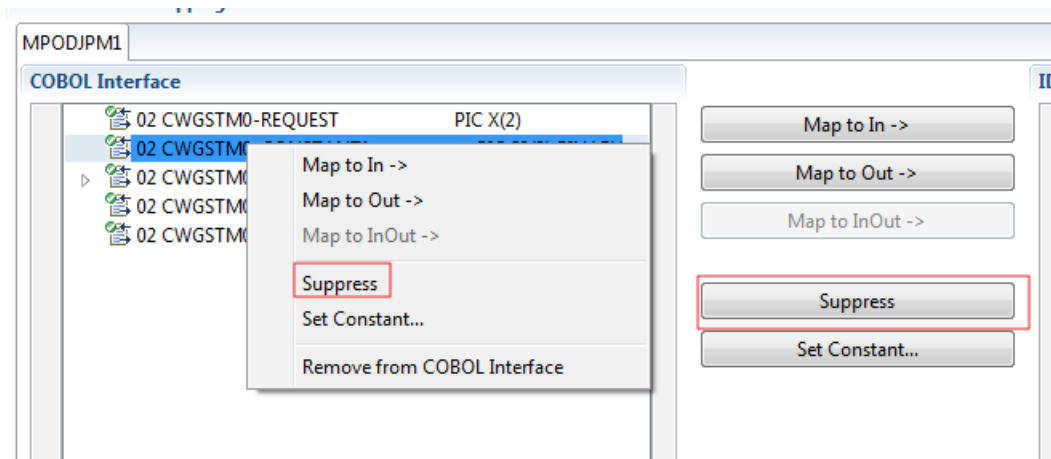 MPODJPM1
COBOL Interface
02 CWGSTM0-REQUEST PIC X(2)
02 CWGSTM0
02 CWGSTM0
02 CWGSTM0
02 CWGSTM0
Map to In ->
Map to Out ->
Map to InOut ->
Suppress
Set Constant...
Remove from COBOL Interface
Map to In ->
Map to Out ->
Map to InOut ->
Suppress
Set Constant...